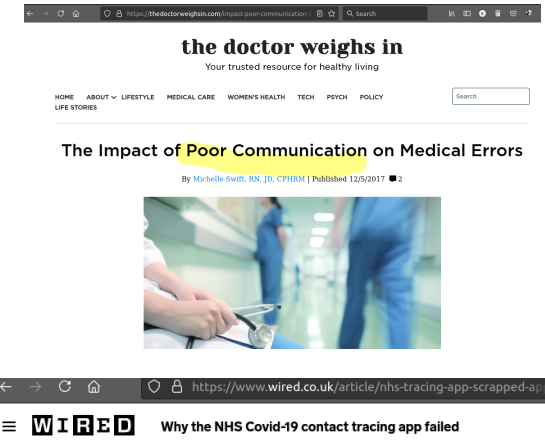 https://thedoctorweighsin.com/impact-poor-communication-
Search
the doctor weighs in
Your trusted resource for healthy living
HOME ABOUT LIFESTYLE MEDICAL CARE WOMEN'S HEALTH TECH PSYCH POLICY
LIFE STORIES
Search
The Impact of Poor Communication on Medical Errors
By Michelle Swift, RN, JD, CPHRM | Published 12/5/2017 2
https://www.wired.co.uk/article/nhs-tracing-app-scrapped-ap
WIRED Why the NHS Covid-19 contact tracing app failed